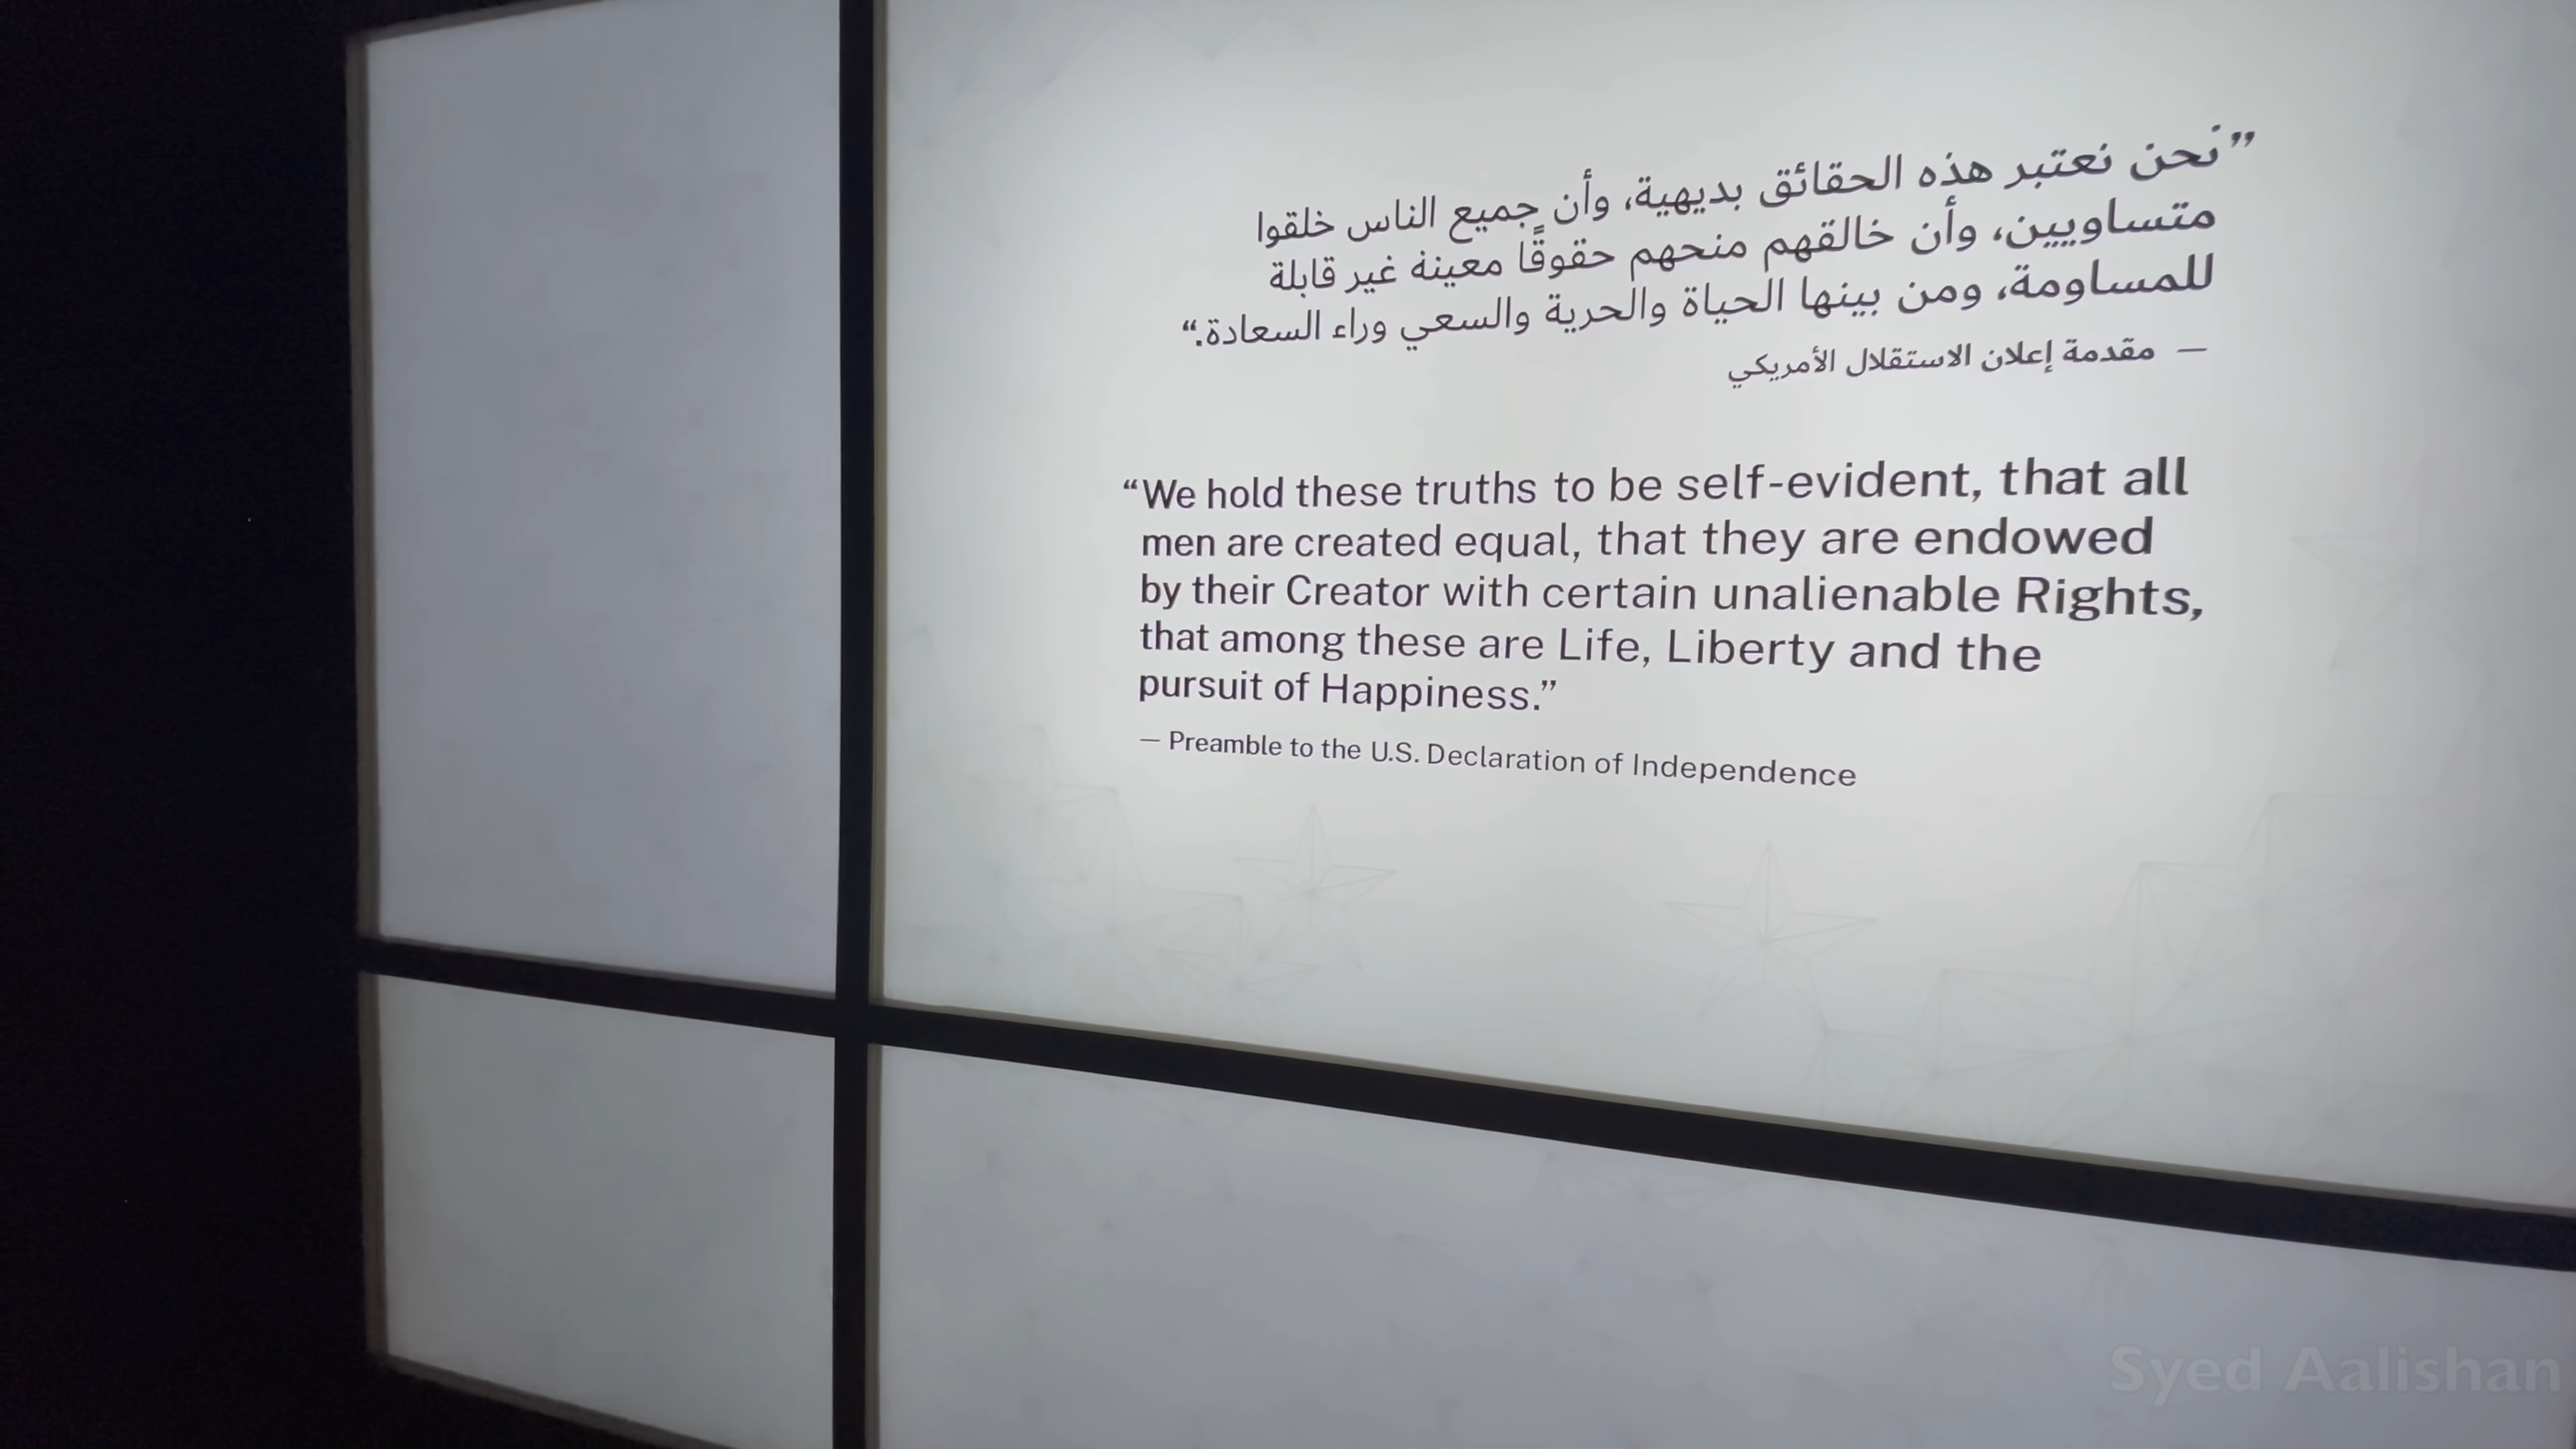 ”نحن نعتبر هذه الحقائق بديهية، وأن جميع الناس خلقوا
متساويين، وأن خالقهم منحهم حقوقًا معينة غير قابلة
للمساومة، ومن بينها الحياة والحرية والسعي وراء السعادة.“
— مقدمة إعلان الاستقلال الأمريكي
“We hold these truths to be self-evident, that all
men are created equal, that they are endowed
by their Creator with certain unalienable Rights,
that among these are Life, Liberty and the
pursuit of Happiness.”
— Preamble to the U.S. Declaration of Independence
Syed Aalishan